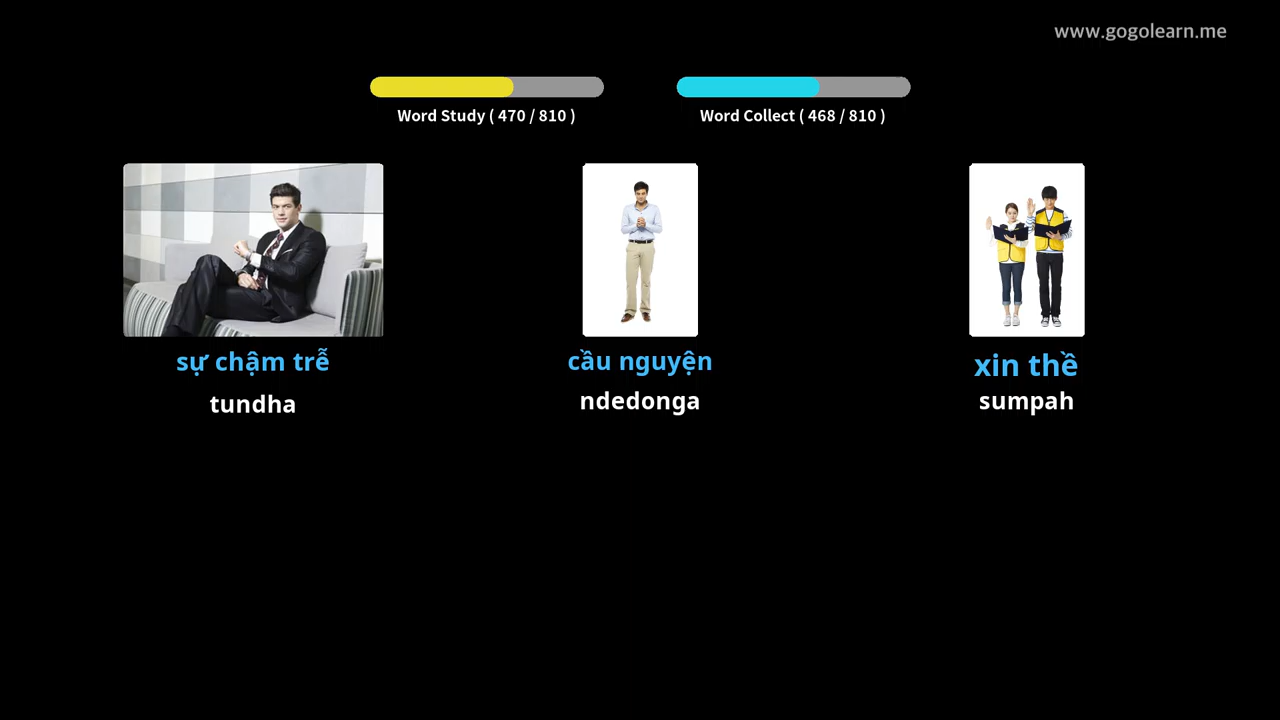 www.gogolearn.me
Word Study ( 470 / 810 )
Word Collect ( 468 / 810 )
sự chậm trễ
cầu nguyện
xin thề
tundha
ndedonga
sumpah